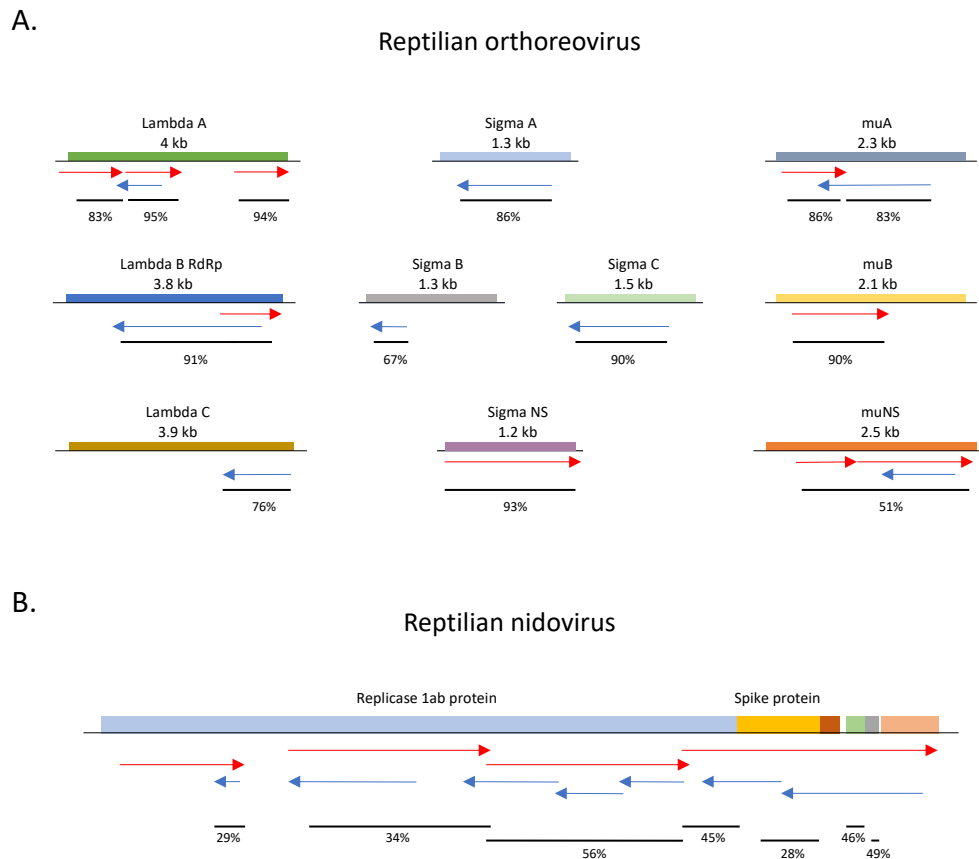 A.
Reptilian orthoreovirus
Lambda A
4 kb
83%
95%
94%
Sigma A
1.3 kb
86%
muA
2.3 kb
86%
83%
Lambda B RdRp
3.8 kb
91%
Sigma B
1.3 kb
67%
Sigma C
1.5 kb
90%
muB
2.1 kb
90%
Lambda C
3.9 kb
76%
Sigma NS
1.2 kb
93%
muNS
2.5 kb
51%
B.
Reptilian nidovirus
Replicase 1ab protein
Spike protein
29%
34%
56%
45%
28%
46%
49%